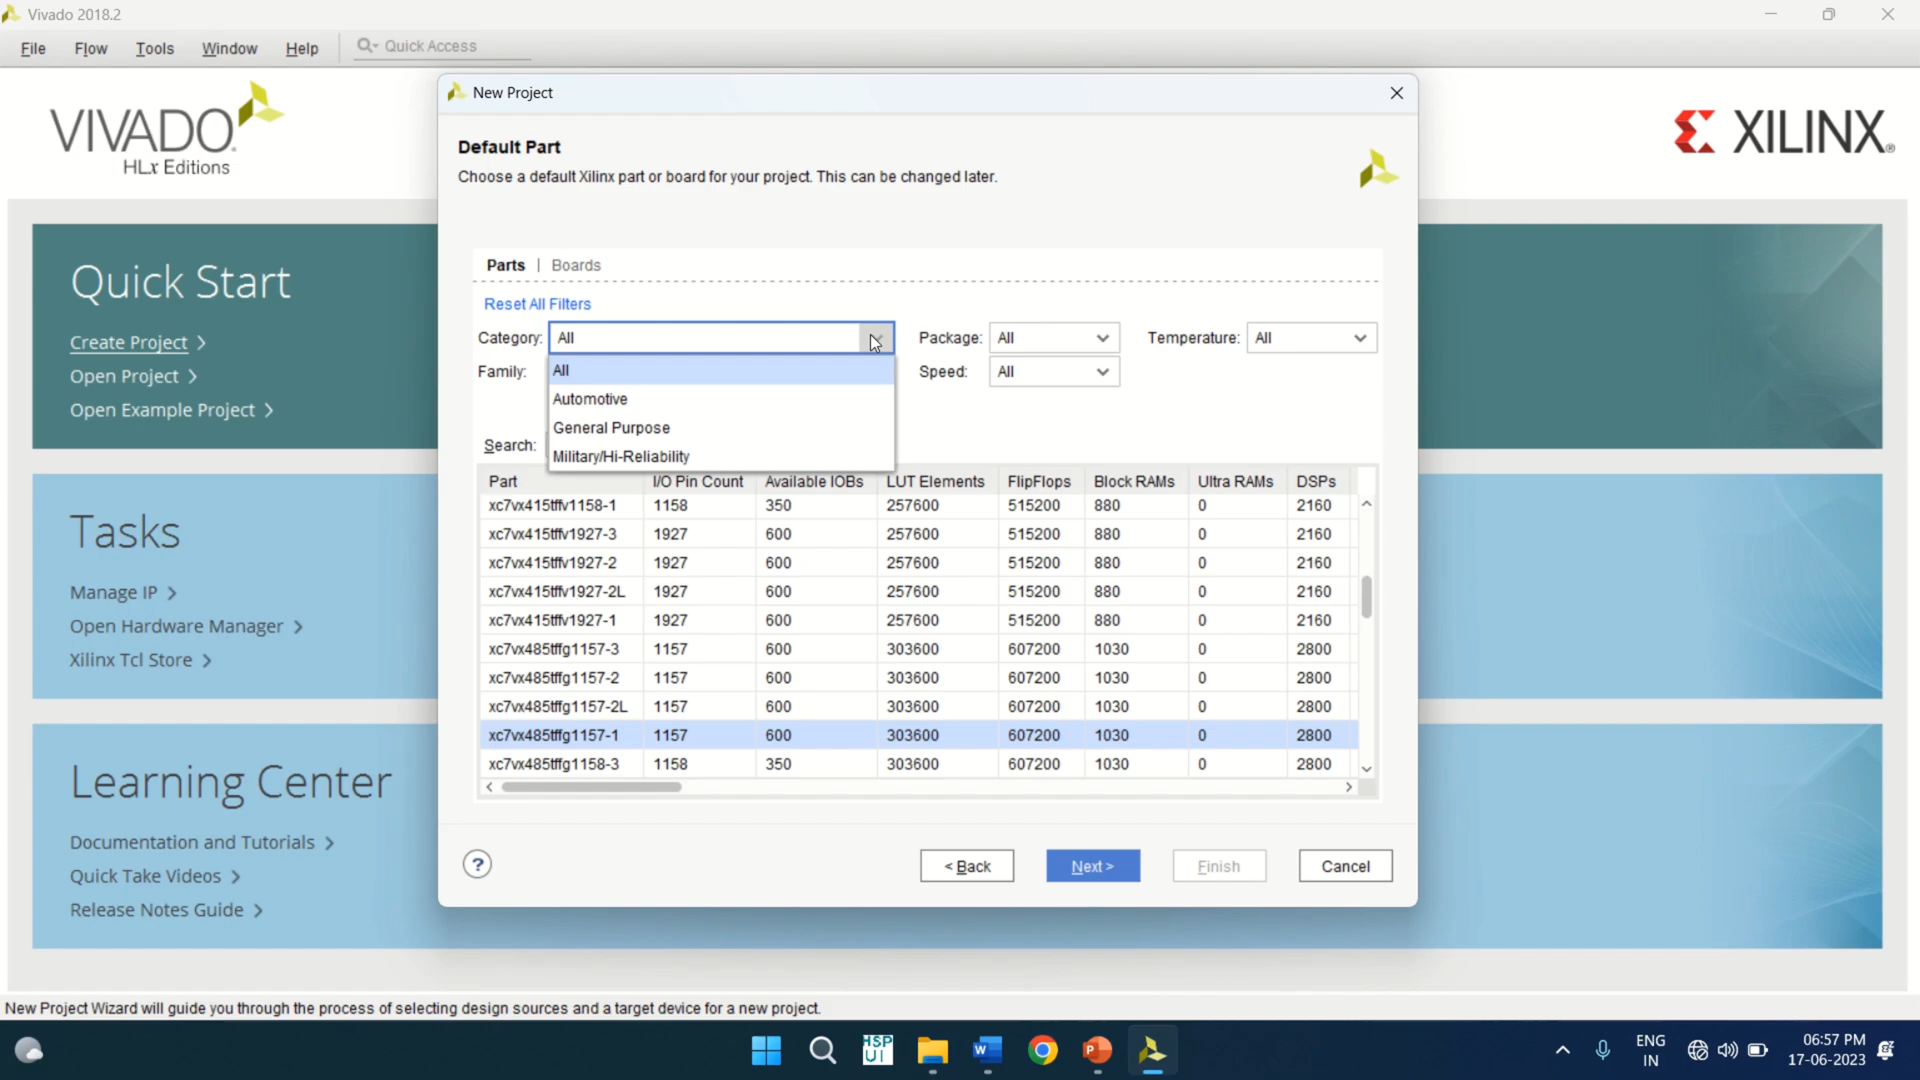 Vivado 2018.2
File Flow Tools Window Help Quick Access
VIVADO.
HLx Editions
XILINX®
New Project
Default Part
Choose a default Xilinx part or board for your project. This can be changed later.
Parts | Boards
Reset All Filters
Category: All Package: All Temperature: All
Family: Speed: All
All
Automotive
General Purpose
Military/Hi-Reliability
Search:
Part I/O Pin Count Available IOBs LUT Elements FlipFlops Block RAMs Ultra RAMs DSPs
xc7vx415tffv1158-1 1158 350 257600 515200 880 0 2160
xc7vx415tffv1927-3 1927 600 257600 515200 880 0 2160
xc7vx415tffv1927-2 1927 600 257600 515200 880 0 2160
xc7vx415tffv1927-2L 1927 600 257600 515200 880 0 2160
xc7vx415tffv1927-1 1927 600 257600 515200 880 0 2160
xc7vx485tffg1157-3 1157 600 303600 607200 1030 0 2800
xc7vx485tffg1157-2 1157 600 303600 607200 1030 0 2800
xc7vx485tffg1157-2L 1157 600 303600 607200 1030 0 2800
xc7vx485tffg1157-1 1157 600 303600 607200 1030 0 2800
xc7vx485tffg1158-3 1158 350 303600 607200 1030 0 2800
? < Back Next > Finish Cancel
Quick Start
Create Project >
Open Project >
Open Example Project >
Tasks
Manage IP >
Open Hardware Manager >
Xilinx Tcl Store >
Learning Center
Documentation and Tutorials >
Quick Take Videos >
Release Notes Guide >
New Project Wizard will guide you through the process of selecting design sources and a target device for a new project.
HSP
UI
W
P
ENG
IN
06:57 PM
17-06-2023